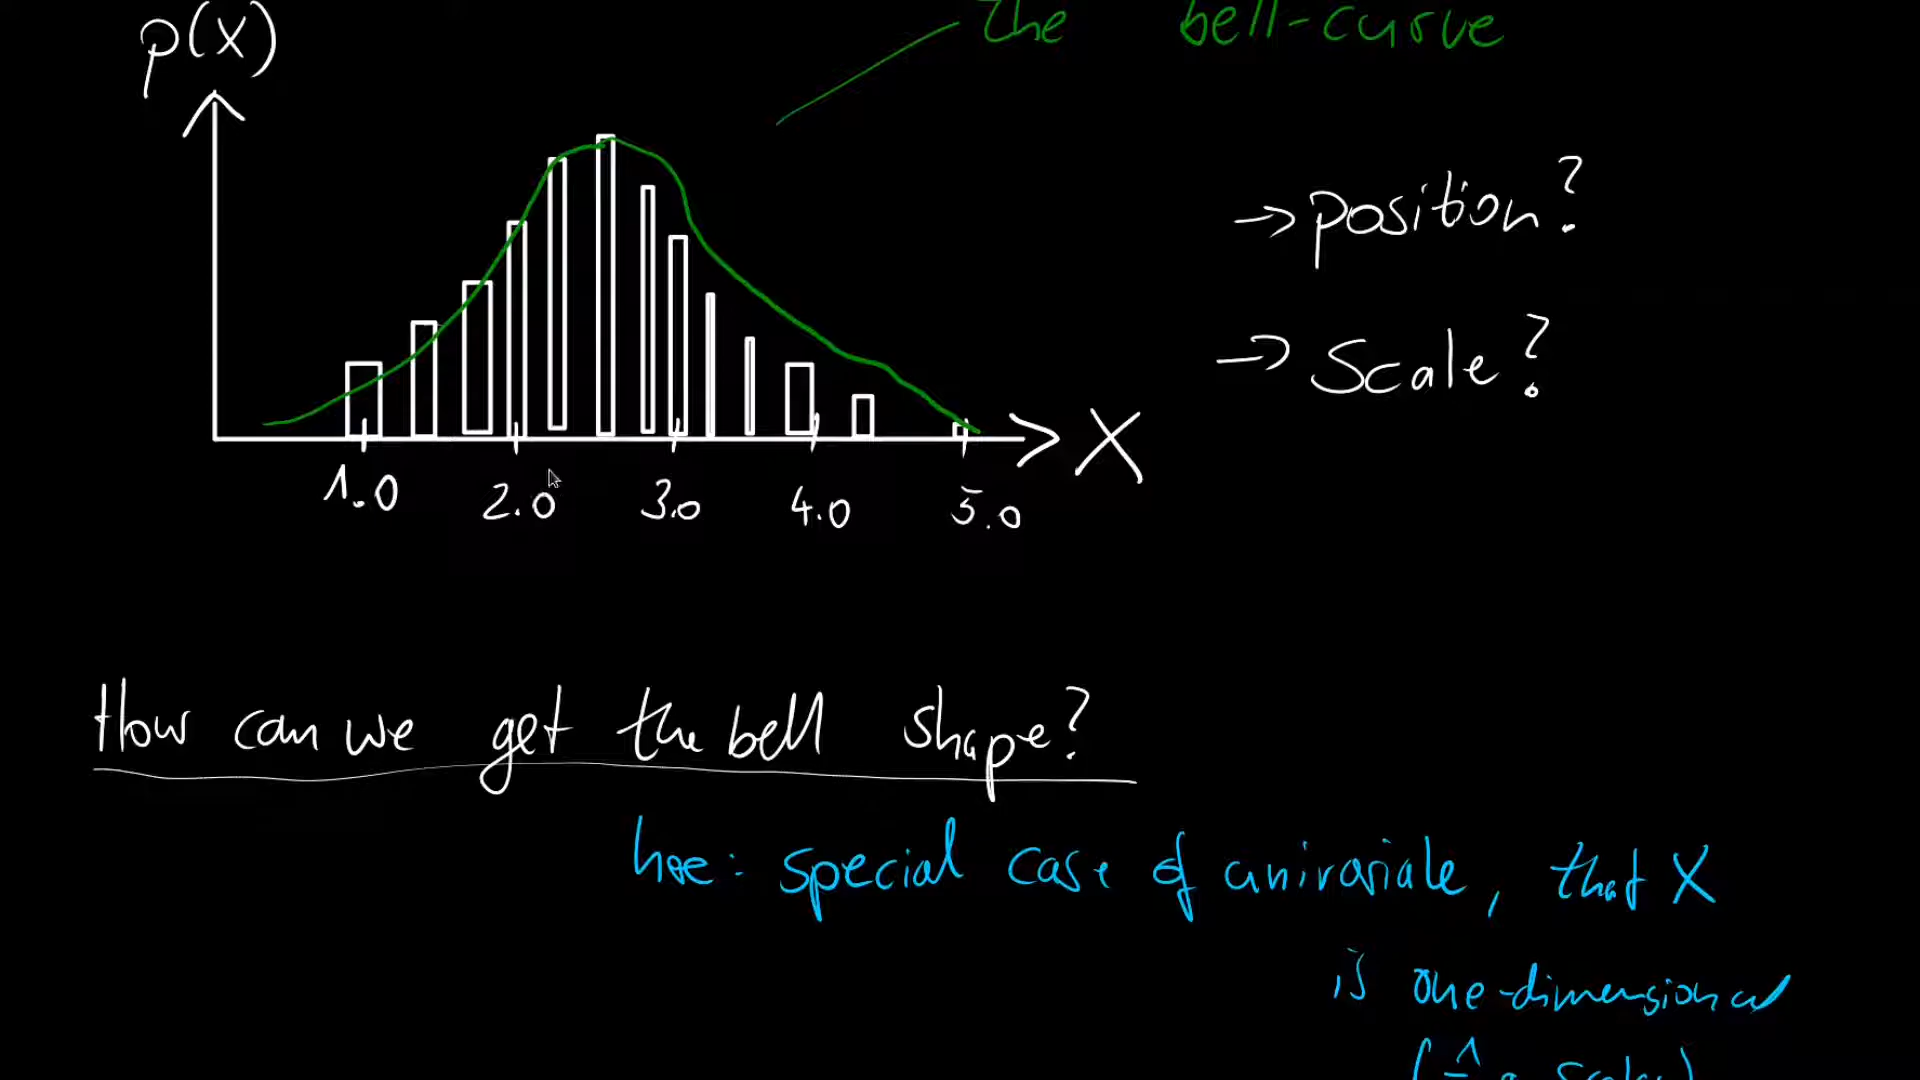 p(X)
the bell-curve
→ position?
→ Scale?
X
1.0 2.0 3.0 4.0 5.0
How can we get the bell shape?
here: special case of univariate, that X
is one-dimensional
(≙ a scalar)